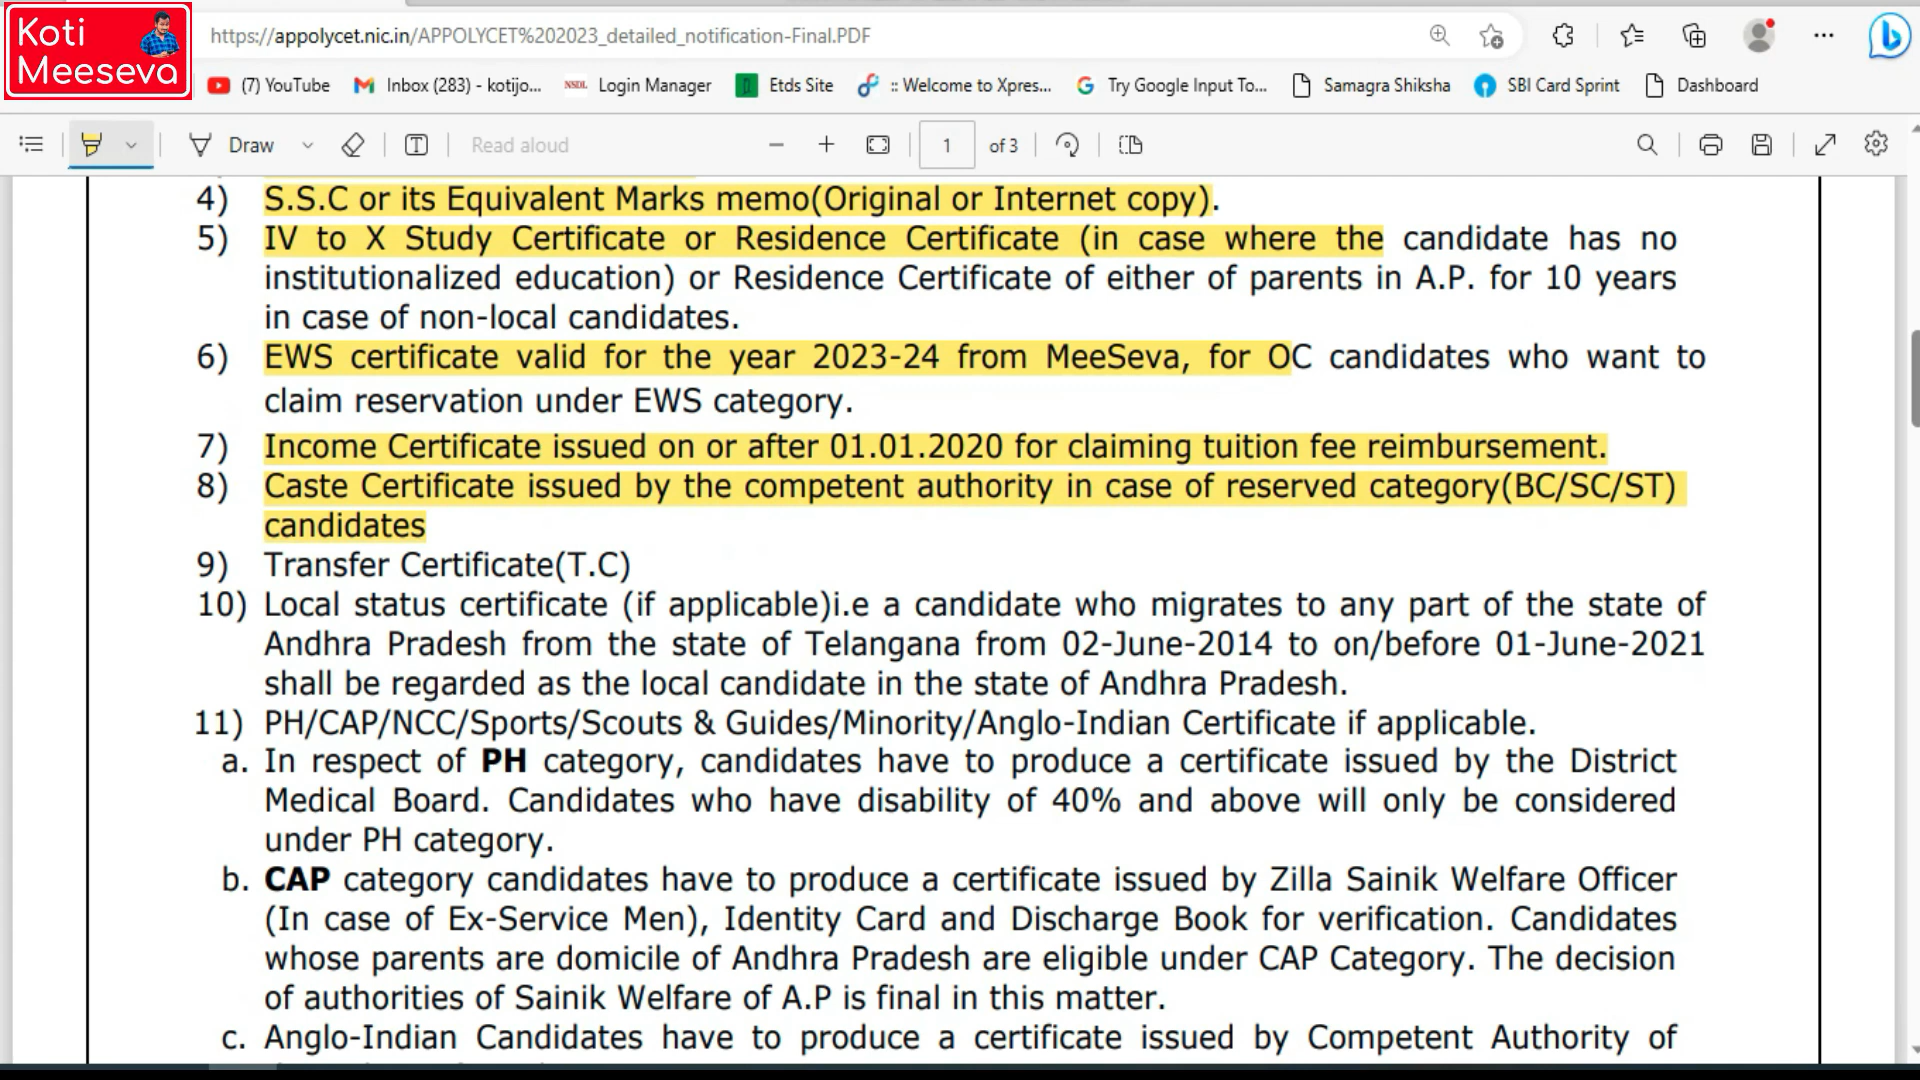 Koti
Meeseva
https://appolycet.nic.in/APPOLYCET%202023_detailed_notification-Final.PDF
(7) YouTube
Inbox (283) - kotijo...
NSDL Login Manager
Etds Site
:: Welcome to Xpres...
Try Google Input To...
Samagra Shiksha
SBI Card Sprint
Dashboard
Draw
Read aloud
1 of 3
4) S.S.C or its Equivalent Marks memo(Original or Internet copy).
5) IV to X Study Certificate or Residence Certificate (in case where the candidate has no
institutionalized education) or Residence Certificate of either of parents in A.P. for 10 years
in case of non-local candidates.
6) EWS certificate valid for the year 2023-24 from MeeSeva, for OC candidates who want to
claim reservation under EWS category.
7) Income Certificate issued on or after 01.01.2020 for claiming tuition fee reimbursement.
8) Caste Certificate issued by the competent authority in case of reserved category(BC/SC/ST)
candidates
9) Transfer Certificate(T.C)
10) Local status certificate (if applicable)i.e a candidate who migrates to any part of the state of
Andhra Pradesh from the state of Telangana from 02-June-2014 to on/before 01-June-2021
shall be regarded as the local candidate in the state of Andhra Pradesh.
11) PH/CAP/NCC/Sports/Scouts & Guides/Minority/Anglo-Indian Certificate if applicable.
a. In respect of PH category, candidates have to produce a certificate issued by the District
Medical Board. Candidates who have disability of 40% and above will only be considered
under PH category.
b. CAP category candidates have to produce a certificate issued by Zilla Sainik Welfare Officer
(In case of Ex-Service Men), Identity Card and Discharge Book for verification. Candidates
whose parents are domicile of Andhra Pradesh are eligible under CAP Category. The decision
of authorities of Sainik Welfare of A.P is final in this matter.
c. Anglo-Indian Candidates have to produce a certificate issued by Competent Authority of